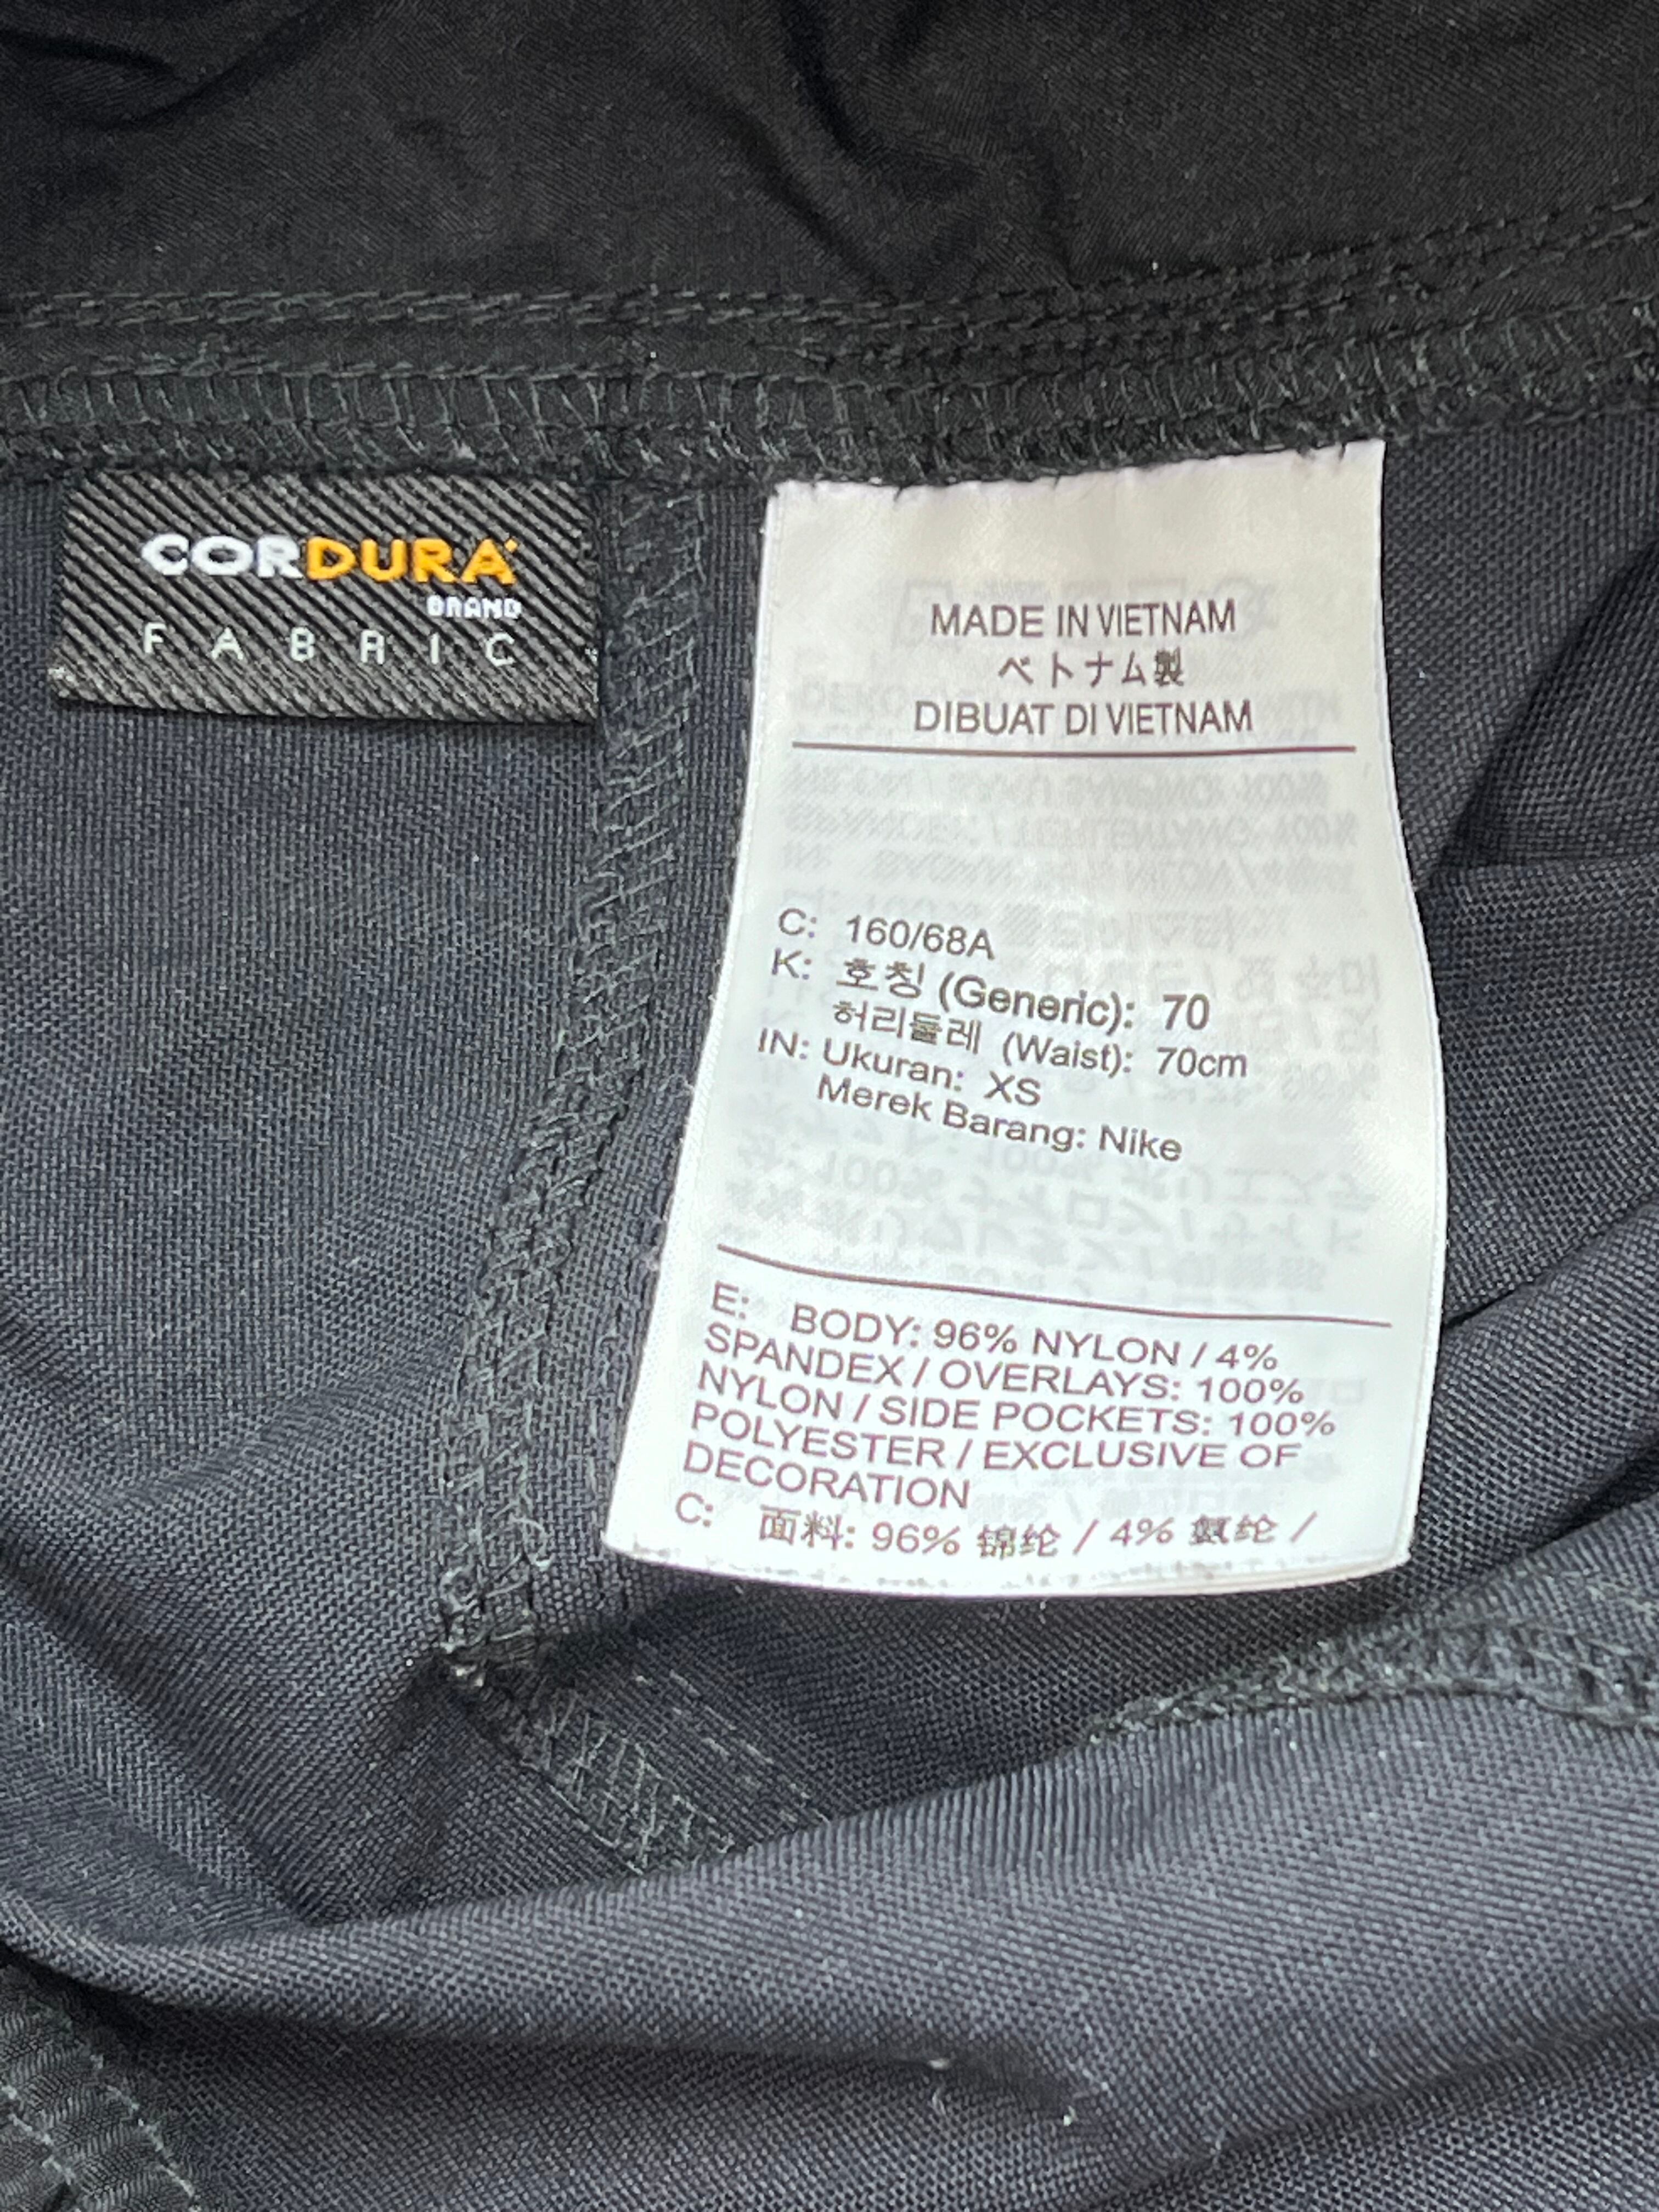 CORDURA
BRAND
FABRIC
MADE IN VIETNAM
ベトナム製
DIBUAT DI VIETNAM
C: 160/68A
K: 호칭 (Generic): 70
허리둘레 (Waist): 70cm
IN: Ukuran: XS
Merek Barang: Nike
E: BODY: 96% NYLON / 4%
SPANDEX / OVERLAYS: 100%
NYLON / SIDE POCKETS: 100%
POLYESTER / EXCLUSIVE OF
DECORATION
C: 面料: 96% 锦纶 / 4% 氨纶 /